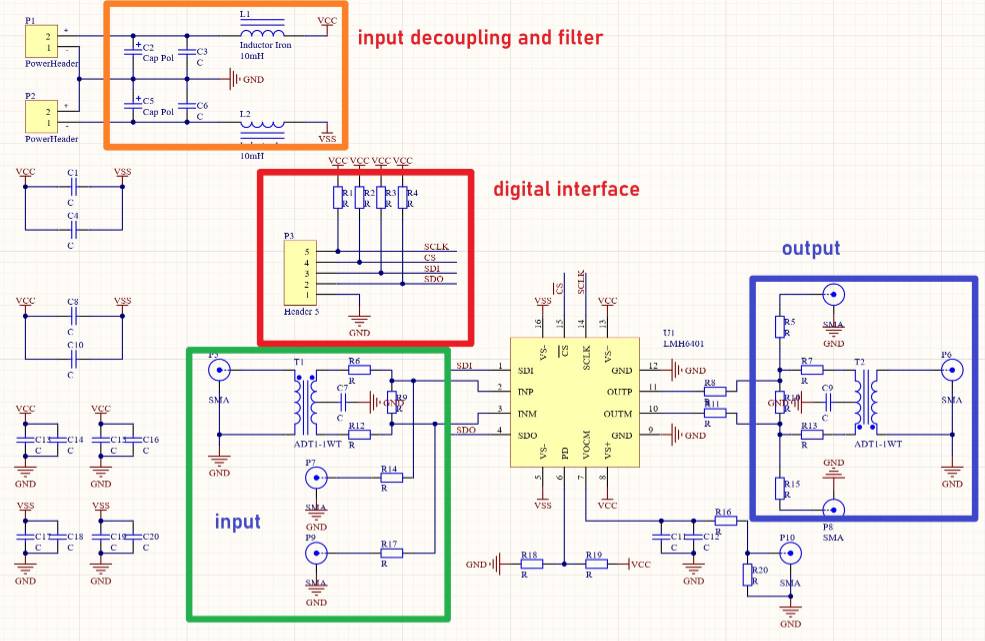 P1
+
2
1
-
PowerHeader
C2
Cap Pol
C3
C
L1
Inductor Iron
10mH
VCC
input decoupling and filter
GND
P2
+
2
1
-
PowerHeader
C5
Cap Pol
C6
C
L2
10mH
VSS
VCC
C1
C
VSS
C4
C
VCC VCC VCC VCC
R1
R
R2
R
R3
R
R4
R
digital interface
P3
5
4
3
2
1
Header 5
SCLK
CS
SDI
SDO
GND
VCC
C8
C
VSS
C10
C
output
SMA
GND
R5
R
P5
SMA
GND
T1
ADT1-1WT
R6
R
C7
C
GND
R9
R
R12
R
SDI
SDO
P7
SMA
GND
R14
R
input
P9
SMA
GND
R17
R
VSS
CS
SCLK
VCC
16
15
14
13
U1
LMH6401
VS-
CS
SCLK
VS-
1
SDI
2
INP
3
INM
4
SDO
GND
12
GND
OUTP
11
OUTM
10
GND
9
GND
VS-
PD
VOCM
VS+
5
6
7
8
VSS
VCC
R8
R
R11
R
R7
R
GND
C9
C
R13
R
T2
ADT1-1WT
P6
SMA
GND
R15
R
GND
P8
SMA
VCC
C13
C
C14
C
GND
VCC
C15
C
C16
C
GND
VSS
C17
C
C18
C
GND
VSS
C19
C
C20
C
GND
GND
R18
R
R19
R
VCC
C12
C
GND
R16
R
R20
R
P10
SMA
GND